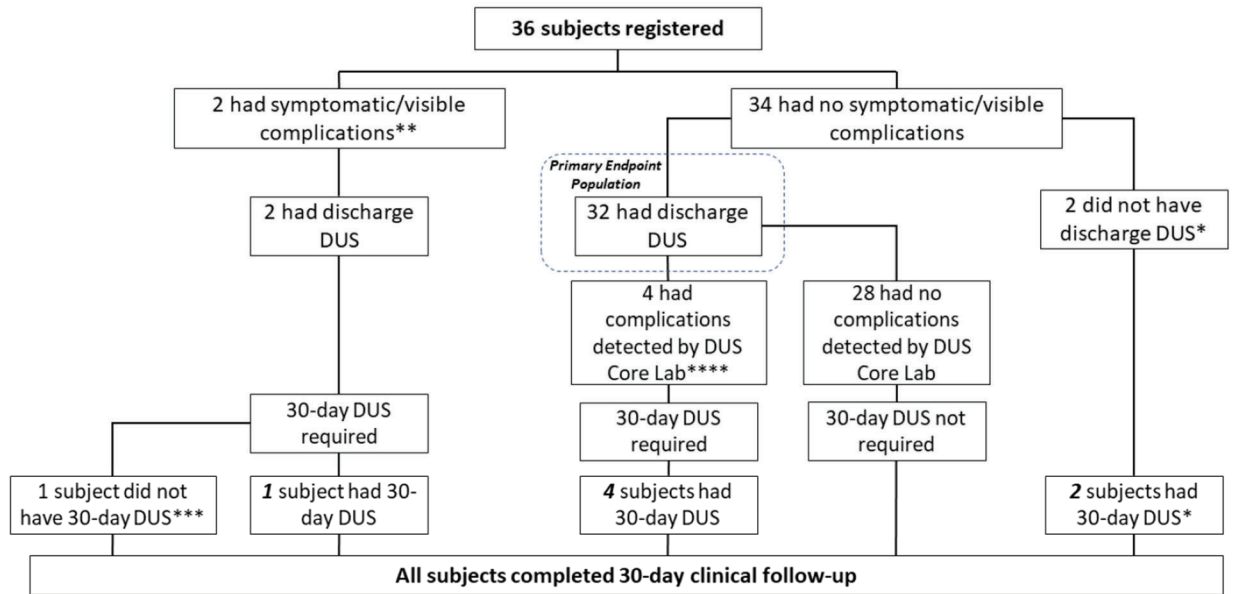 36 subjects registered
2 had symptomatic/visible
complications**
34 had no symptomatic/visible
complications
Primary Endpoint
Population
2 had discharge
DUS
32 had discharge
DUS
2 did not have
discharge DUS*
4 had
complications
detected by DUS
Core Lab****
28 had no
complications
detected by DUS
Core Lab
30-day DUS
required
30-day DUS
required
30-day DUS not
required
1 subject did not
have 30-day DUS***
1 subject had 30-
day DUS
4 subjects had
30-day DUS
2 subjects had
30-day DUS*
All subjects completed 30-day clinical follow-up